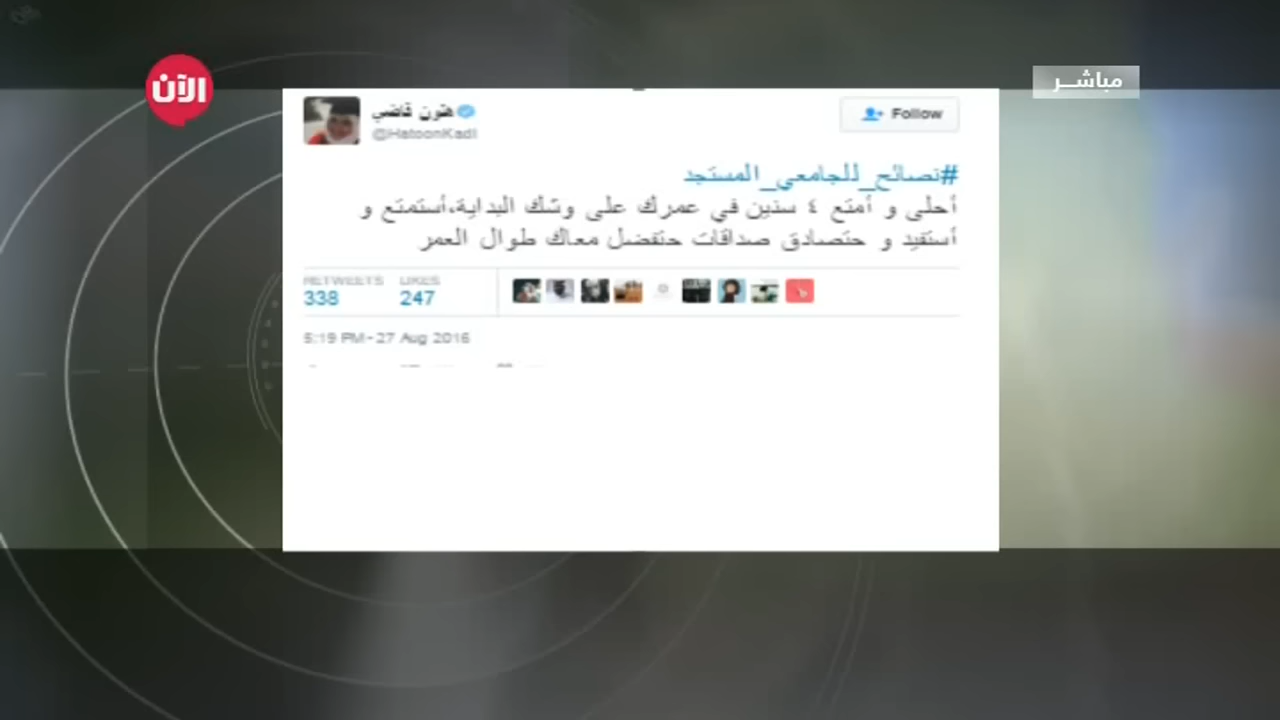 الآن
مباشر
هتون قاضي
@HatoonKadi
Follow
#نصائح_للجامعي_المستجد
أحلى و أمتع ٤ سنين في عمرك على وشك البداية،أستمتع و
أستفيد و حتصادق صداقات حتفضل معاك طوال العمر
RETWEETS LIKES
338 247
5:19 PM - 27 Aug 2016